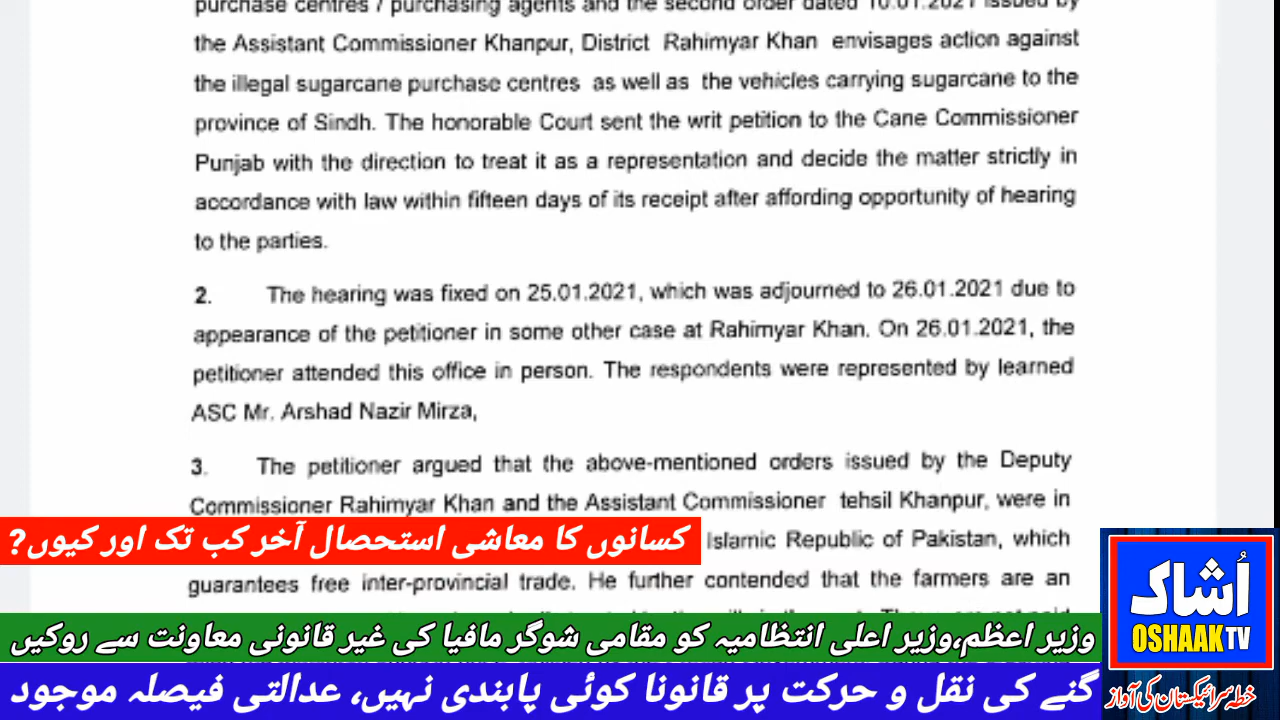 purchase centres / purchasing agents and the second order dated 10.01.2021 issued by
the Assistant Commissioner Khanpur, District Rahimyar Khan envisages action against
the illegal sugarcane purchase centres as well as the vehicles carrying sugarcane to the
province of Sindh. The honorable Court sent the writ petition to the Cane Commissioner
Punjab with the direction to treat it as a representation and decide the matter strictly in
accordance with law within fifteen days of its receipt after affording opportunity of hearing
to the parties.
2. The hearing was fixed on 25.01.2021, which was adjourned to 26.01.2021 due to
appearance of the petitioner in some other case at Rahimyar Khan. On 26.01.2021, the
petitioner attended this office in person. The respondents were represented by learned
ASC Mr. Arshad Nazir Mirza,
3. The petitioner argued that the above-mentioned orders issued by the Deputy
Commissioner Rahimyar Khan and the Assistant Commissioner tehsil Khanpur, were in
کسانوں کا معاشی استحصال آخر کب تک اور کیوں?
Islamic Republic of Pakistan, which
guarantees free inter-provincial trade. He further contended that the farmers are an
وزیر اعظم،وزیر اعلی انتظامیہ کو مقامی شوگر مافیا کی غیر قانونی معاونت سے روکیں
گنے کی نقل و حرکت پر قانونا کوئی پابندی نہیں، عدالتی فیصلہ موجود
اُشاک
OSHAAK TV
خطہ سرائیکستان کی آواز